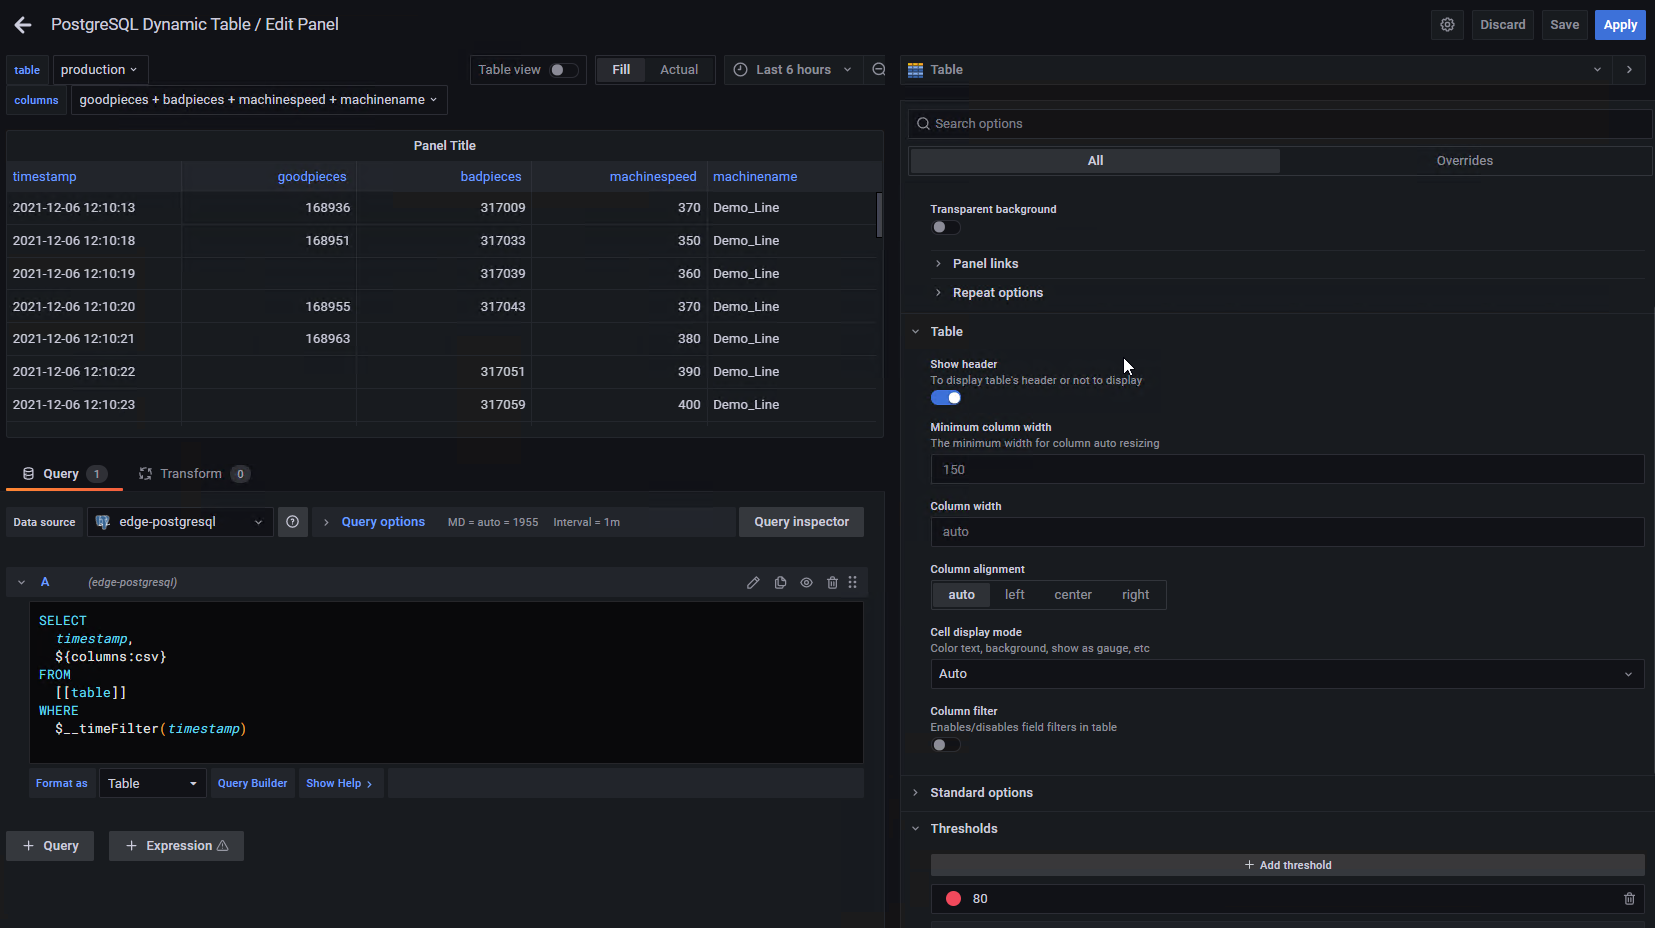 PostgreSQL Dynamic Table / Edit Panel
Discard
Save
Apply
table
production
Table view
Fill
Actual
Last 6 hours
columns
goodpieces + badpieces + machinespeed + machinename
Panel Title
timestamp goodpieces badpieces machinespeed machinename
2021-12-06 12:10:13 168936 317009 370 Demo_Line
2021-12-06 12:10:18 168951 317033 350 Demo_Line
2021-12-06 12:10:19 317039 360 Demo_Line
2021-12-06 12:10:20 168955 317043 370 Demo_Line
2021-12-06 12:10:21 168963 380 Demo_Line
2021-12-06 12:10:22 317051 390 Demo_Line
2021-12-06 12:10:23 317059 400 Demo_Line
Query 1
Transform 0
Data source
edge-postgresql
Query options
MD = auto = 1955
Interval = 1m
Query inspector
A
(edge-postgresql)
SELECT
timestamp,
${columns:csv}
FROM
[[table]]
WHERE
$__timeFilter(timestamp)
Format as
Table
Query Builder
Show Help >
+ Query
+ Expression
Table
Search options
All
Overrides
Transparent background
Panel links
Repeat options
Table
Show header
To display table's header or not to display
Minimum column width
The minimum width for column auto resizing
150
Column width
auto
Column alignment
auto left center right
Cell display mode
Color text, background, show as gauge, etc
Auto
Column filter
Enables/disables field filters in table
Standard options
Thresholds
+ Add threshold
80